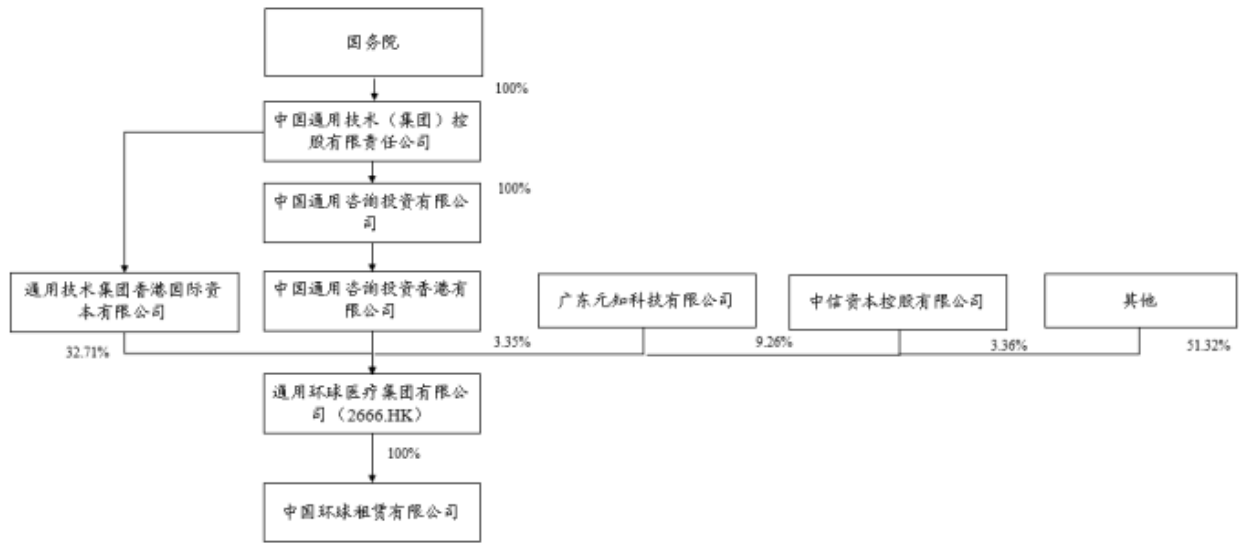 国务院
100%
中国通用技术（集团）控
股有限责任公司
中国通用咨询投资有限公
司
100%
通用技术集团香港国际资
本有限公司
中国通用咨询投资香港有
限公司
广东元知科技有限公司
中信资本控股有限公司
其他
32.71%
3.35%
9.26%
3.36%
51.32%
通用环球医疗集团有限公
司（2666.HK）
100%
中国环球租赁有限公司